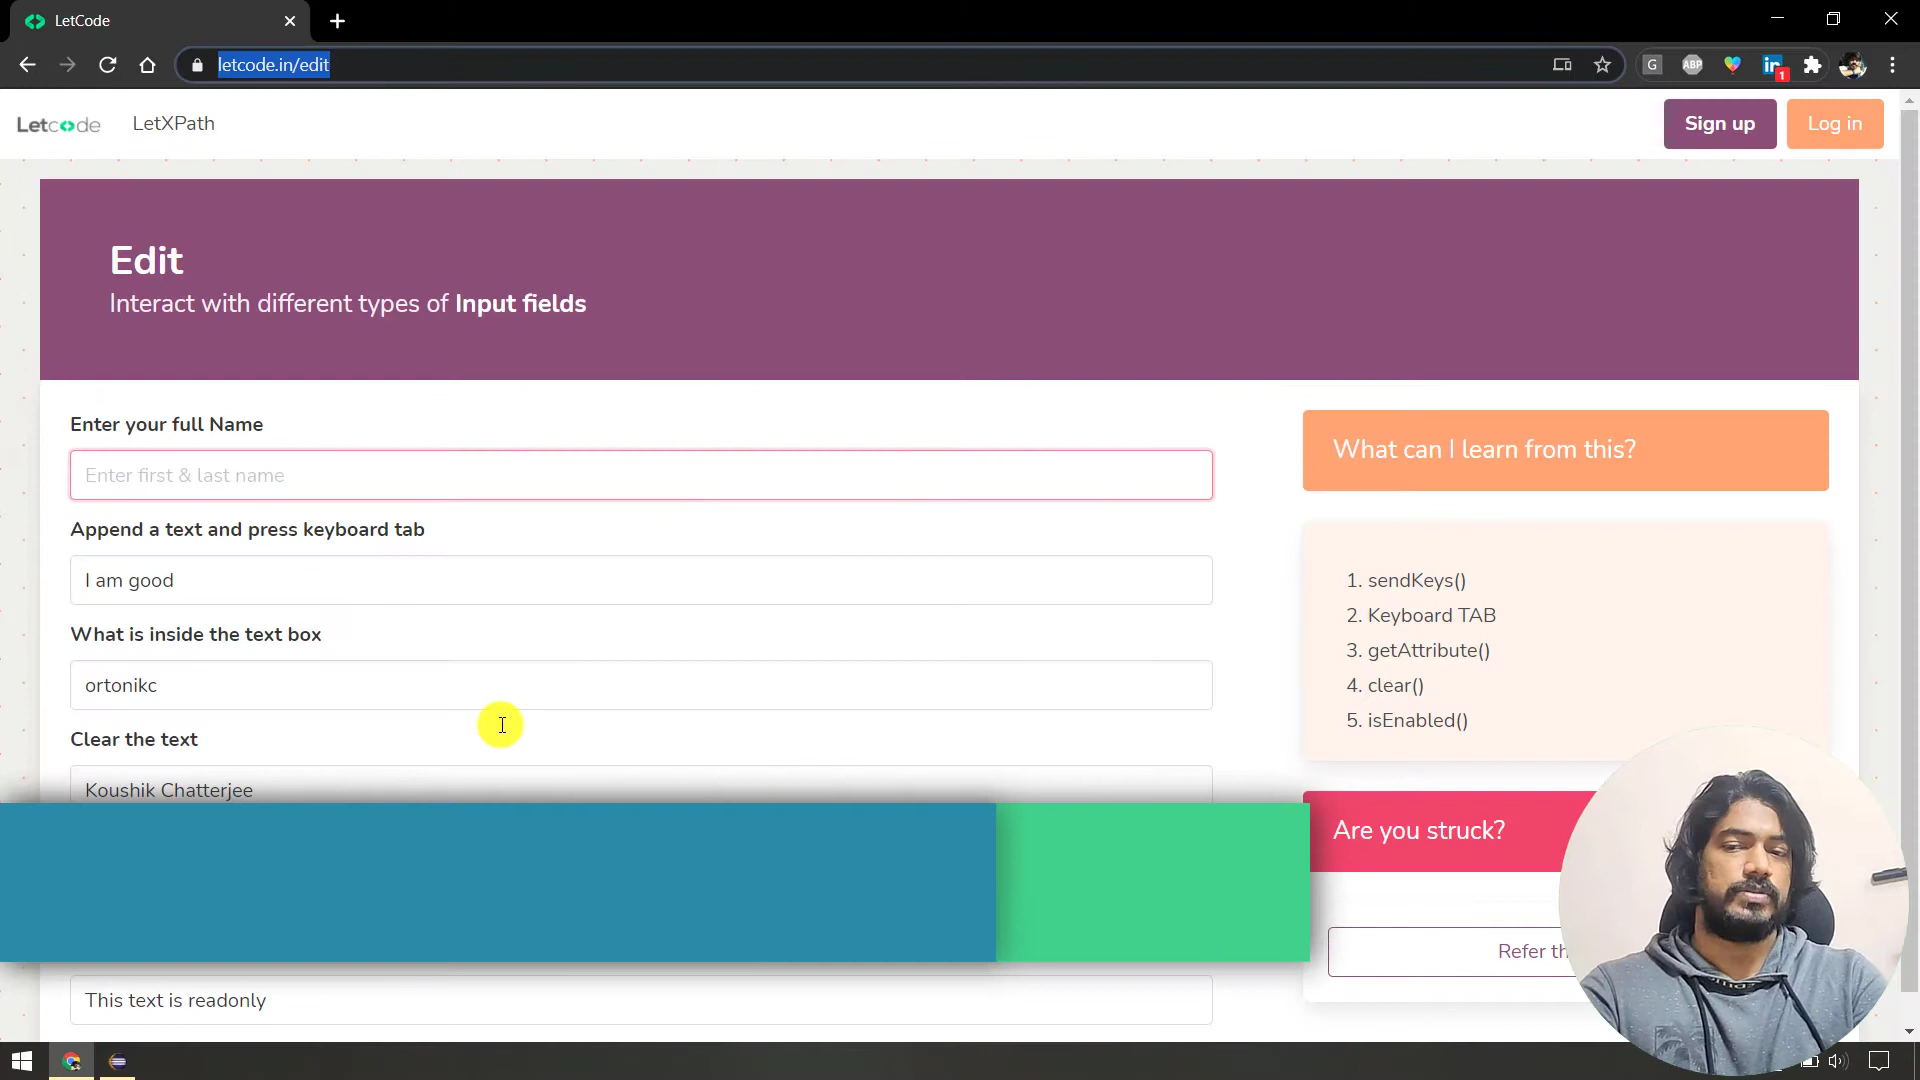 LetCode
letcode.in/edit
G
ABP
in
1
Letcode
LetXPath
Sign up
Log in
Edit
Interact with different types of Input fields
Enter your full Name
Enter first & last name
Append a text and press keyboard tab
I am good
What is inside the text box
ortonikc
Clear the text
Koushik Chatterjee
This text is readonly
What can I learn from this?
1. sendKeys()
2. Keyboard TAB
3. getAttribute()
4. clear()
5. isEnabled()
Are you struck?
Refer